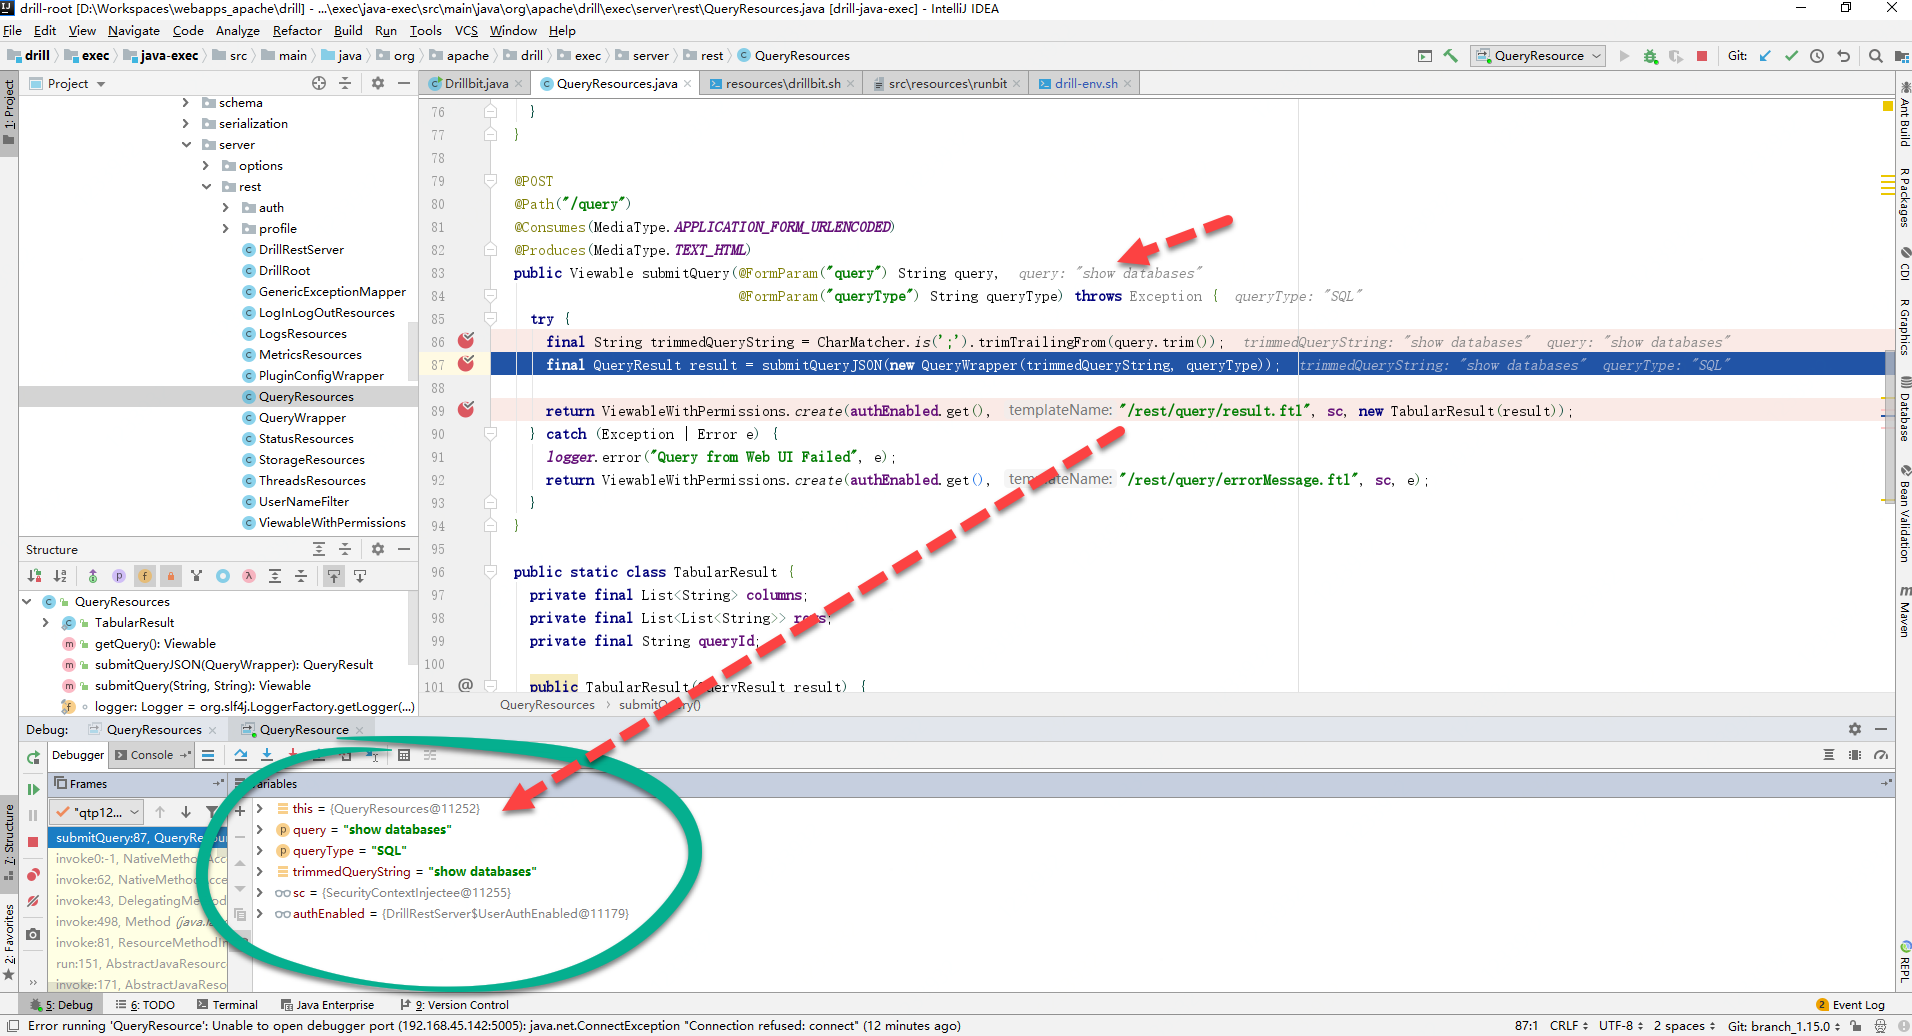 drill-root [D:\Workspaces\webapps_apache\drill] - ...\exec\java-exec\src\main\java\org\apache\drill\exec\server\rest\QueryResources.java [drill-java-exec] - IntelliJ IDEA
File Edit View Navigate Code Analyze Refactor Build Run Tools VCS Window Help
drill exec java-exec src main java org apache drill exec server rest QueryResources
QueryResource Git:
Project
Drillbit.java QueryResources.java resources\drillbit.sh src\resources\runbit drill-env.sh
1: Project
schema
serialization
server
options
rest
auth
profile
DrillRestServer
DrillRoot
GenericExceptionMapper
LogInLogOutResources
LogsResources
MetricsResources
PluginConfigWrapper
QueryResources
QueryWrapper
StatusResources
StorageResources
ThreadsResources
UserNameFilter
ViewableWithPermissions
76 }
77 }
78
79 @POST
80 @Path("/query")
81 @Consumes(MediaType.APPLICATION_FORM_URLENCODED)
82 @Produces(MediaType.TEXT_HTML)
83 public Viewable submitQuery(@FormParam("query") String query, query: "show databases"
84 @FormParam("queryType") String queryType) throws Exception { queryType: "SQL"
85 try {
86 final String trimmedQueryString = CharMatcher.is(';').trimTrailingFrom(query.trim()); trimmedQueryString: "show databases" query: "show databases"
87 final QueryResult result = submitQueryJSON(new QueryWrapper(trimmedQueryString, queryType)); trimmedQueryString: "show databases" queryType: "SQL"
88
89 return ViewableWithPermissions.create(authEnabled.get(), templateName: "/rest/query/result.ftl", sc, new TabularResult(result));
90 } catch (Exception | Error e) {
91 logger.error("Query from Web UI Failed", e);
92 return ViewableWithPermissions.create(authEnabled.get(), templateName: "/rest/query/errorMessage.ftl", sc, e);
93 }
94 }
95
96 public static class TabularResult {
97 private final List<String> columns;
98 private final List<List<String>> rows;
99 private final String queryId;
100
101 @ public TabularResult(QueryResult result) {
QueryResources > submitQuery()
Ant Build
R Packages
CDI
R Graphics
Database
Bean Validation
Maven
REPL
Structure
QueryResources
TabularResult
getQuery(): Viewable
submitQueryJSON(QueryWrapper): QueryResult
submitQuery(String, String): Viewable
logger: Logger = org.slf4j.LoggerFactory.getLogger(...)
Debug: QueryResources QueryResource
Debugger Console
Frames
"qtp12...
submitQuery:87, QueryResour
invoke0:-1, NativeMethodAcc
invoke:62, NativeMethodAcce
invoke:43, DelegatingMethod
invoke:498, Method (java.la
invoke:81, ResourceMethodIn
run:151, AbstractJavaResourc
invoke:171, AbstractJavaReso
Variables
this = {QueryResources@11252}
query = "show databases"
queryType = "SQL"
trimmedQueryString = "show databases"
sc = {SecurityContextInjectee@11255}
authEnabled = {DrillRestServer$UserAuthEnabled@11179}
7: Structure
2: Favorites
5: Debug 6: TODO Terminal Java Enterprise 9: Version Control 2 Event Log
Error running 'QueryResource': Unable to open debugger port (192.168.45.142:5005): java.net.ConnectException "Connection refused: connect" (12 minutes ago) 87:1 CRLF UTF-8 2 spaces Git: branch_1.15.0